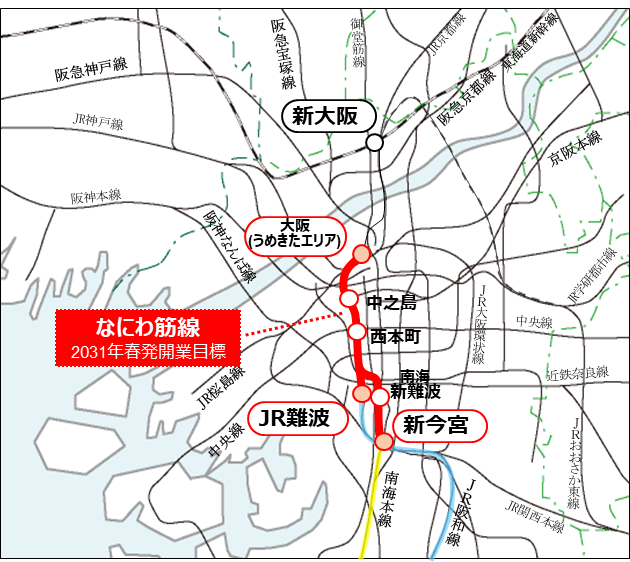 阪急宝塚線
御堂筋線
JR京都線
東海道新幹線
阪急神戸線
阪急京都線
新大阪
JR神戸線
京阪本線
阪神本線
大阪
(うめきたエリア)
阪神なんば線
JR学研都市線
中之島
JR大阪環状線
なにわ筋線
2031年春発開業目標
西本町
中央線
南海
新難波
近鉄奈良線
JR桜島線
JR難波
新今宮
中央線
JRおおさか東線
南海本線
JR阪和線
JR関西本線